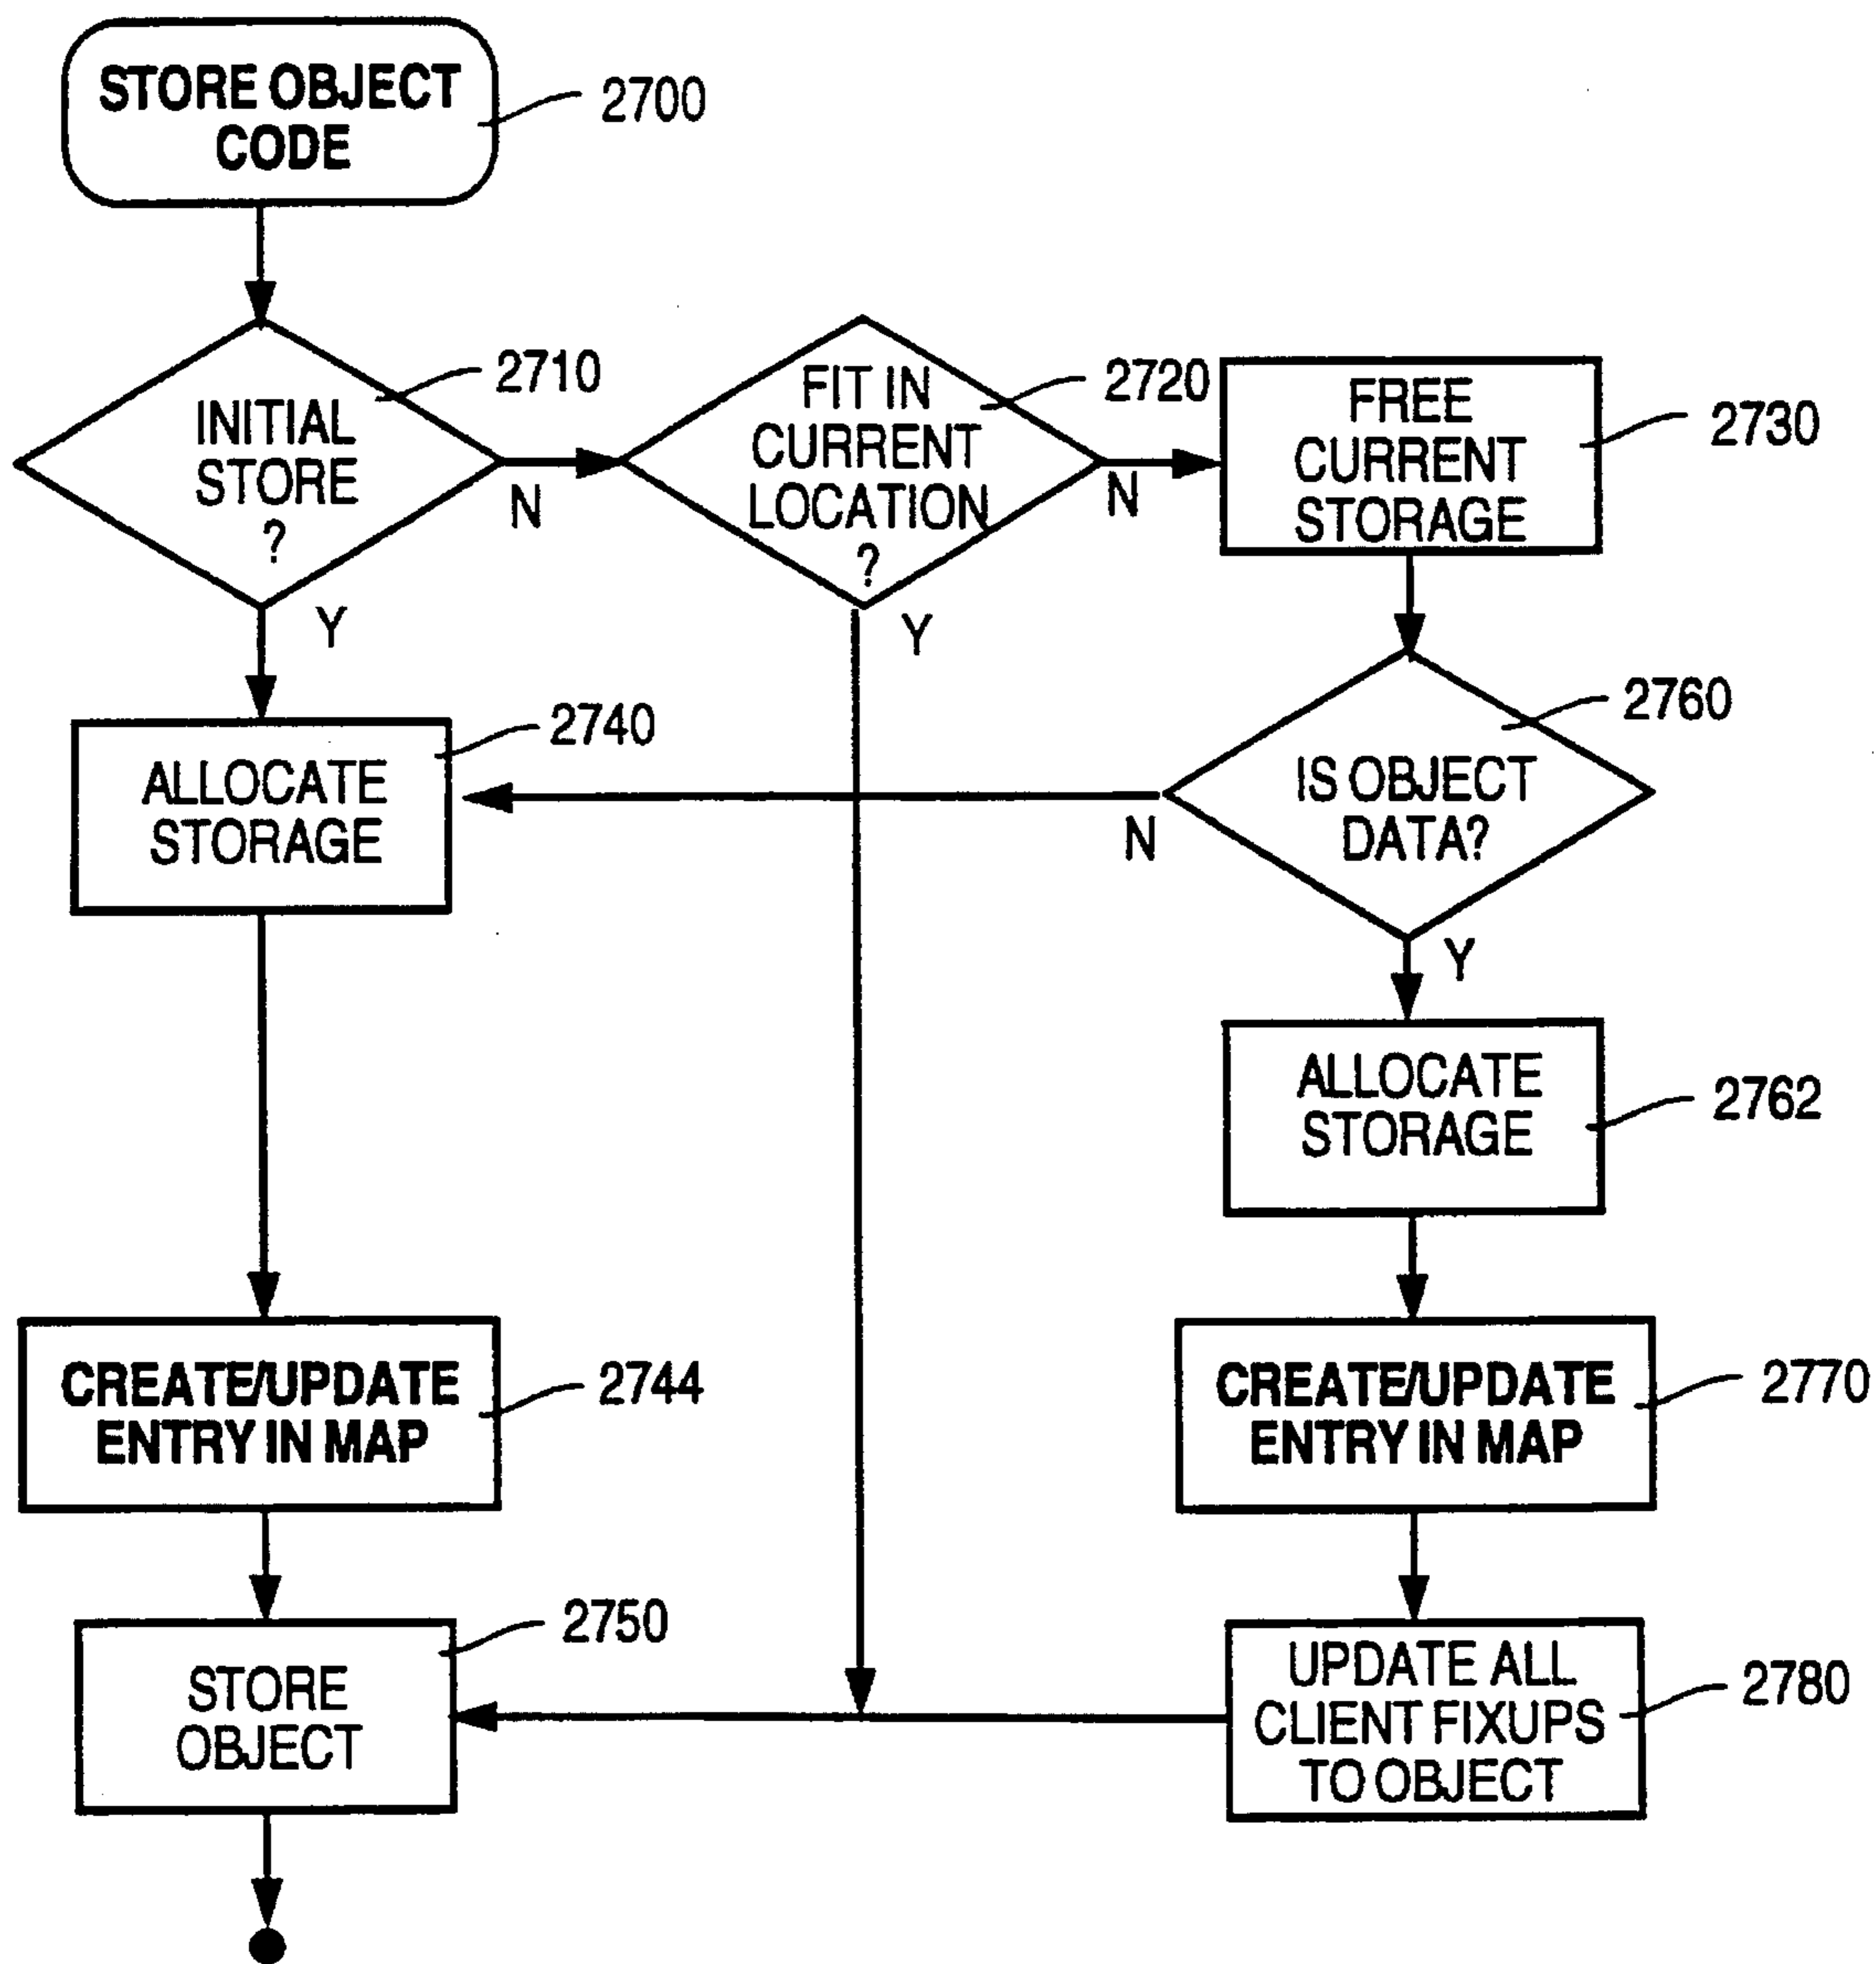 STORE OBJECT
CODE
2700
INITIAL
STORE
?
2710
N
Y
FIT IN
CURRENT
LOCATION
?
2720
N
Y
FREE
CURRENT
STORAGE
2730
ALLOCATE
STORAGE
2740
IS OBJECT
DATA?
2760
N
Y
ALLOCATE
STORAGE
2762
CREATE/UPDATE
ENTRY IN MAP
2744
CREATE/UPDATE
ENTRY IN MAP
2770
STORE
OBJECT
2750
UPDATE ALL
CLIENT FIXUPS
TO OBJECT
2780